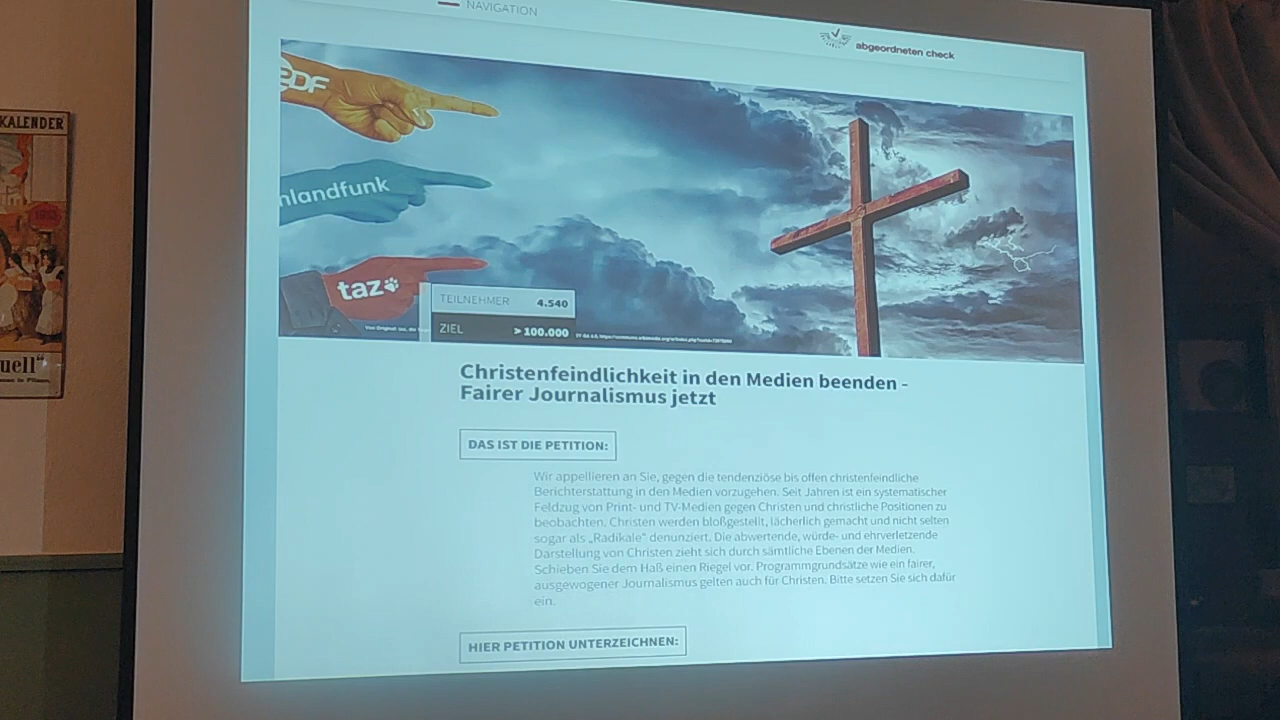 NAVIGATION
abgeordneten check
KALENDER
ZDF
nlandfunk
taz
TEILNEHMER 4.540
ZIEL >100.000
Christenfeindlichkeit in den Medien beenden -
Fairer Journalismus jetzt
DAS IST DIE PETITION:
Wir appellieren an Sie, gegen die tendenziöse bis offen christenfeindliche
Berichterstattung in den Medien vorzugehen. Seit Jahren ist ein systematischer
Feldzug von Print- und TV-Medien gegen Christen und christliche Positionen zu
beobachten. Christen werden bloßgestellt, lächerlich gemacht und nicht selten
sogar als „Radikale“ denunziert. Die abwertende, würde- und ehrverletzende
Darstellung von Christen zieht sich durch sämtliche Ebenen der Medien.
Schieben Sie dem Haß einen Riegel vor. Programmgrundsätze wie ein fairer,
ausgewogener Journalismus gelten auch für Christen. Bitte setzen Sie sich dafür
ein.
HIER PETITION UNTERZEICHNEN:
uell"